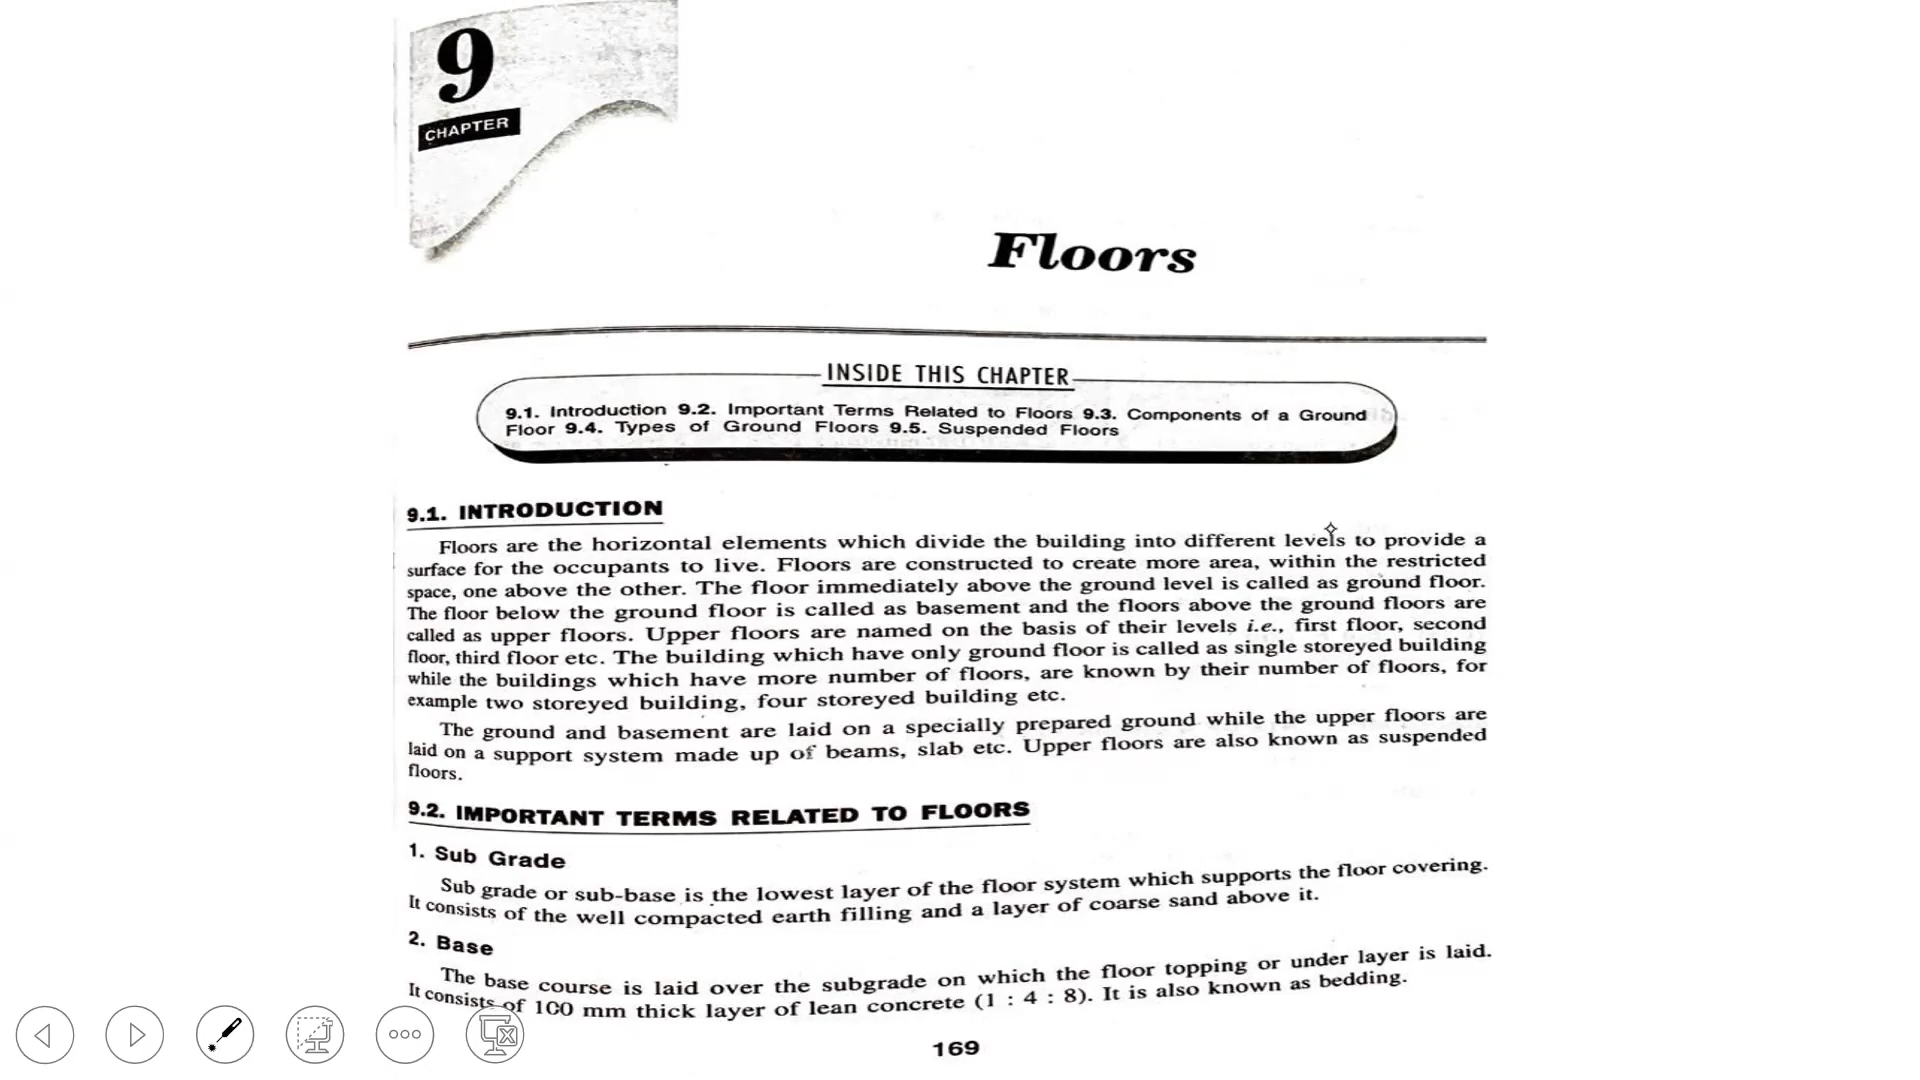 9
CHAPTER
Floors
INSIDE THIS CHAPTER
9.1. Introduction 9.2. Important Terms Related to Floors 9.3. Components of a Ground
Floor 9.4. Types of Ground Floors 9.5. Suspended Floors
9.1. INTRODUCTION
Floors are the horizontal elements which divide the building into different levels to provide a
surface for the occupants to live. Floors are constructed to create more area, within the restricted
space, one above the other. The floor immediately above the ground level is called as ground floor.
The floor below the ground floor is called as basement and the floors above the ground floors are
called as upper floors. Upper floors are named on the basis of their levels i.e., first floor, second
floor, third floor etc. The building which have only ground floor is called as single storeyed building
while the buildings which have more number of floors, are known by their number of floors, for
example two storeyed building, four storeyed building etc.
The ground and basement are laid on a specially prepared ground while the upper floors are
laid on a support system made up of beams, slab etc. Upper floors are also known as suspended
floors.
9.2. IMPORTANT TERMS RELATED TO FLOORS
1. Sub Grade
Sub grade or sub-base is the lowest layer of the floor system which supports the floor covering.
It consists of the well compacted earth filling and a layer of coarse sand above it.
2. Base
The base course is laid over the subgrade on which the floor topping or under layer is laid.
It consists of 100 mm thick layer of lean concrete (1 : 4 : 8). It is also known as bedding.
169